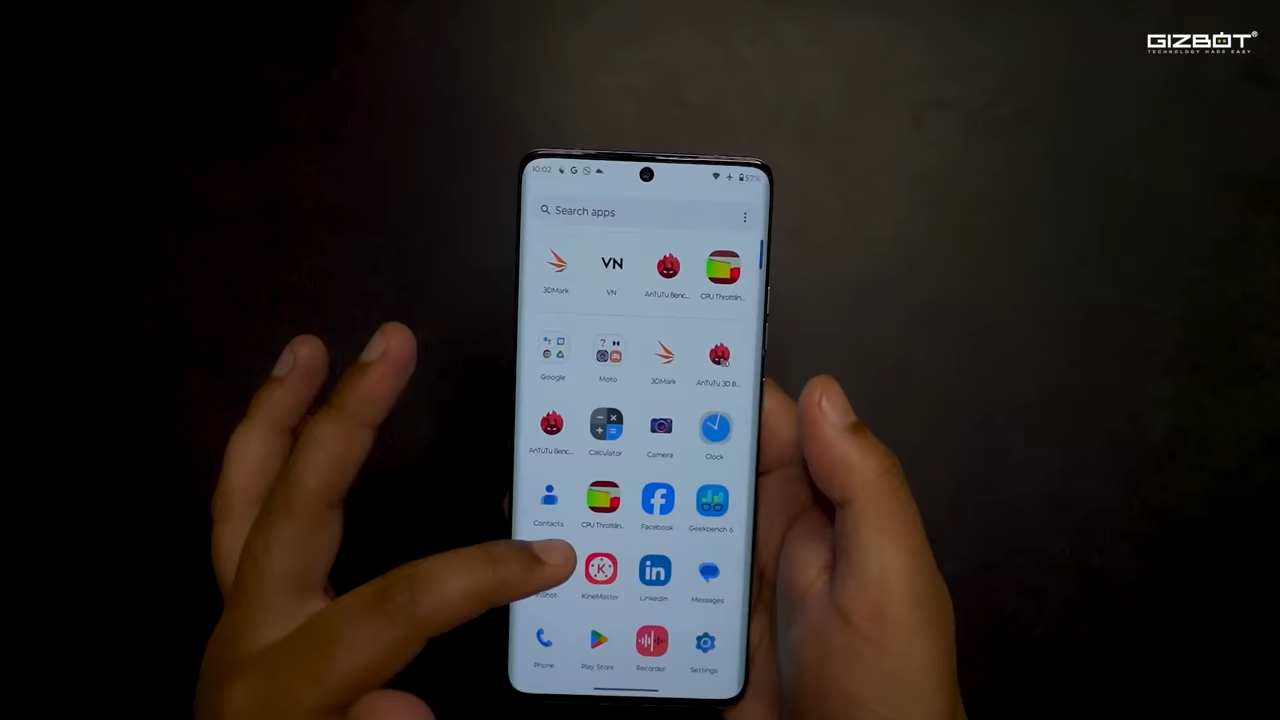 GIZBOT®
TECHNOLOGY MADE EASY
10:02
57%
Search apps
3DMark
VN
AnTuTu Benc...
CPU Throttlin...
Google
Moto
3DMark
AnTuTu 3D B...
AnTuTu Benc...
Calculator
Camera
Clock
Contacts
CPU Throttlin...
Facebook
Geekbench 6
InShot
KineMaster
LinkedIn
Messages
Phone
Play Store
Recorder
Settings